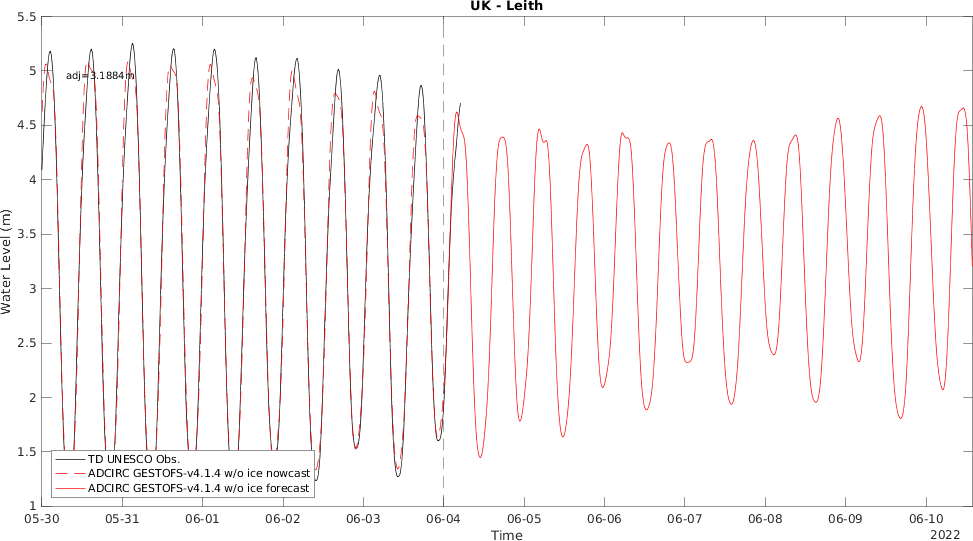 UK - Leith
5.5
5
4.5
4
3.5
3
2.5
2
1.5
1
Water Level (m)
adj=3.1884m
TD UNESCO Obs.
ADCIRC GESTOFS-v4.1.4 w/o ice nowcast
ADCIRC GESTOFS-v4.1.4 w/o ice forecast
05-30 05-31 06-01 06-02 06-03 06-04 06-05 06-06 06-07 06-08 06-09 06-10
Time
2022